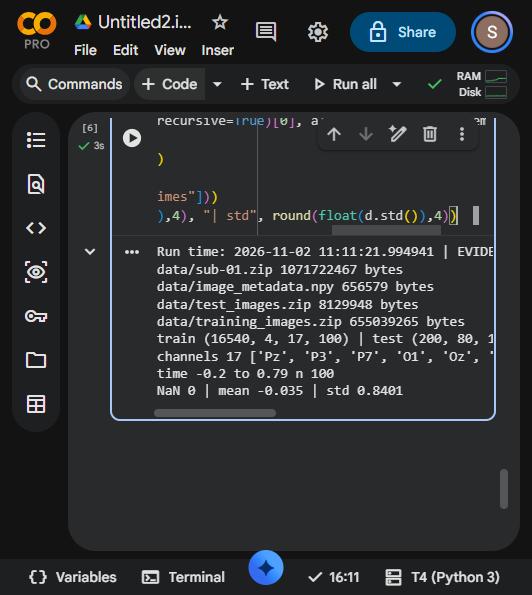 CO
PRO
Untitled2.i...
File Edit View Inser
Share
S
Commands
+ Code
+ Text
Run all
RAM
Disk
[6]
3s
recursive=True)[0], a
em
)
imes"]))
),4), "| std", round(float(d.std()),4))
Run time: 2026-11-02 11:11:21.994941 | EVIDE
data/sub-01.zip 1071722467 bytes
data/image_metadata.npy 656579 bytes
data/test_images.zip 8129948 bytes
data/training_images.zip 655039265 bytes
train (16540, 4, 17, 100) | test (200, 80, 1
channels 17 ['Pz', 'P3', 'P7', 'O1', 'Oz', '
time -0.2 to 0.79 n 100
NaN 0 | mean -0.035 | std 0.8401
{} Variables
Terminal
16:11
T4 (Python 3)